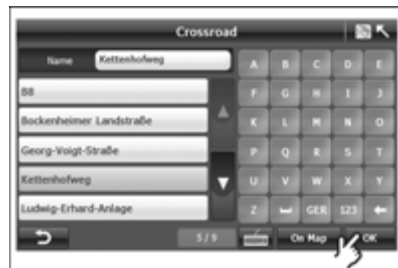 Crossroad
Name Kettenhofweg
A B C D E
B8
F G H I J
Bockenheimer Landstraße
K L M N O
Georg-Voigt-Straße
P Q R S T
Kettenhofweg
U V W X Y
Ludwig-Erhard-Anlage
Z GER 123
5/9 On Map OK